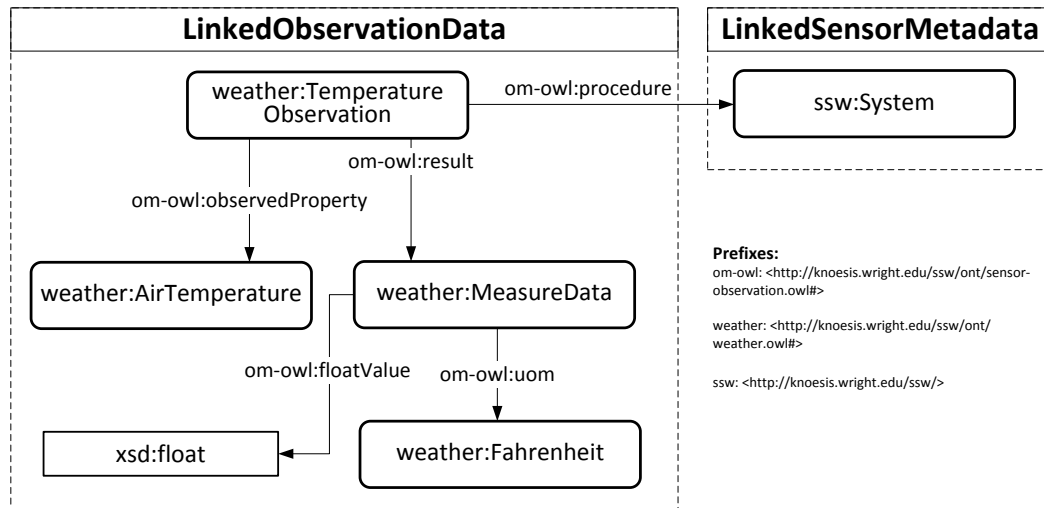 LinkedObservationData
LinkedSensorMetadata
weather:Temperature
Observation
om-owl:procedure
ssw:System
om-owl:result
om-owl:observedProperty
weather:AirTemperature
weather:MeasureData
om-owl:floatValue
om-owl:uom
xsd:float
weather:Fahrenheit
Prefixes:
om-owl: <http://knoesis.wright.edu/ssw/ont/sensor-
observation.owl#>
weather: <http://knoesis.wright.edu/ssw/ont/
weather.owl#>
ssw: <http://knoesis.wright.edu/ssw/>